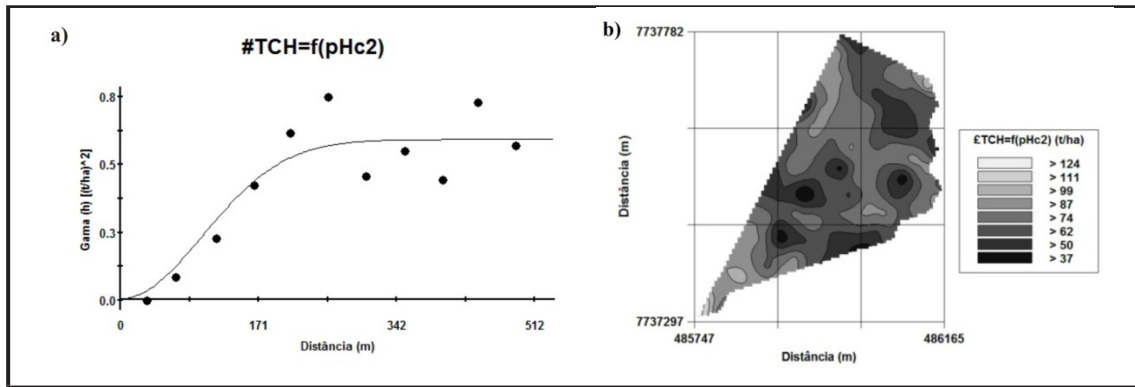 a)
#TCH=f(pHc2)
Gama (h) [(t/ha)^2]
0.8
0.5
0.3
0.0
0
171
342
512
Distância (m)
b)
7737782
7737297
Distância (m)
485747
486165
Distância (m)
£TCH=f(pHc2) (t/ha)
> 124
> 111
> 99
> 87
> 74
> 62
> 50
> 37